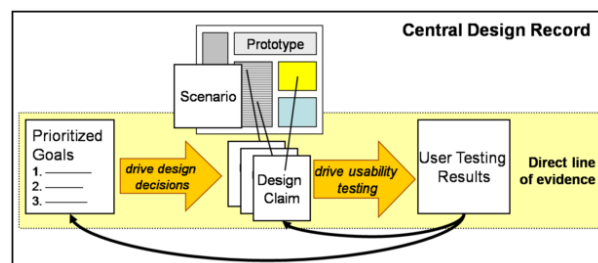 Central Design Record
Prototype
Scenario
Prioritized
Goals
1.
2.
3.
drive design
decisions
Design
Claim
drive usability
testing
User Testing
Results
Direct line
of evidence